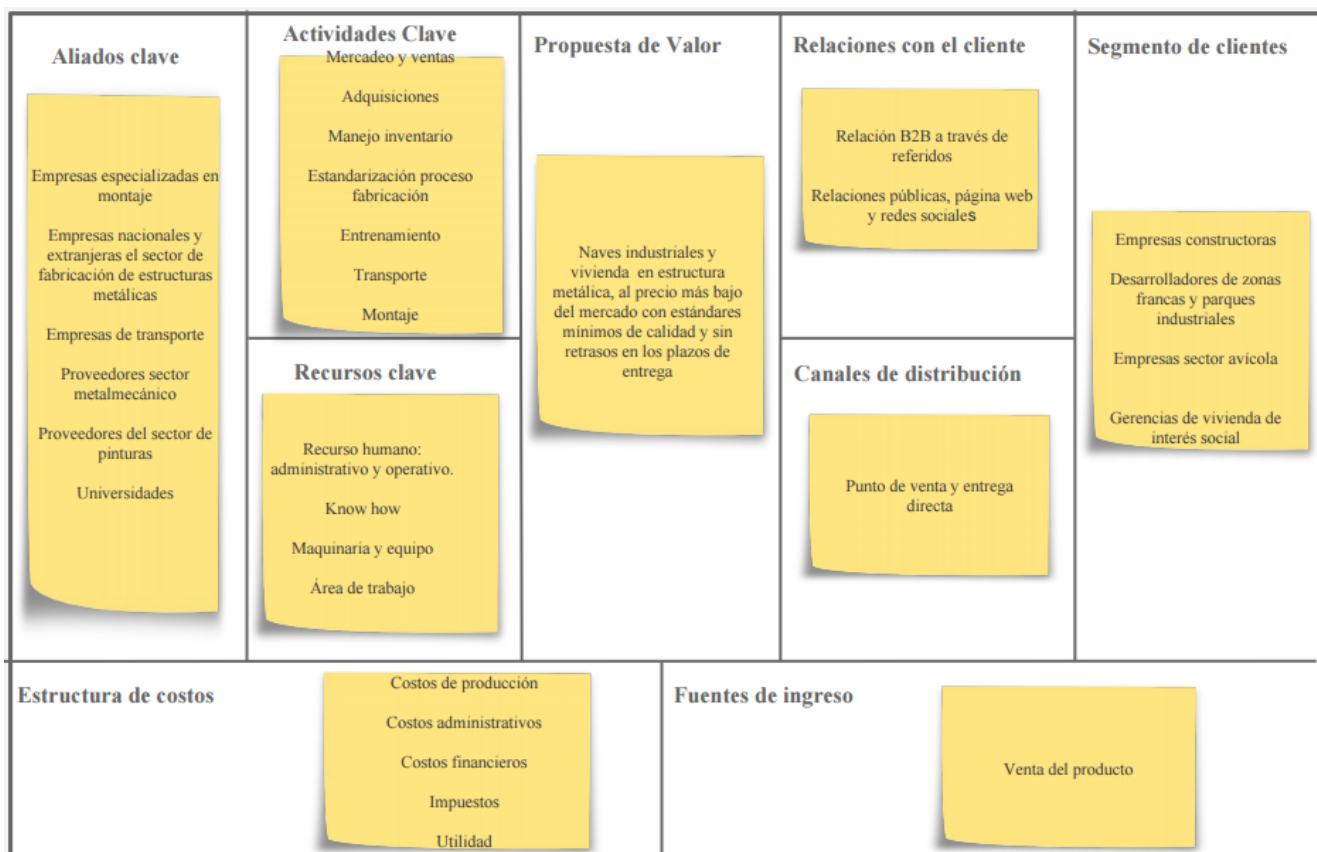 Aliados clave
Empresas especializadas en
montaje
Empresas nacionales y
extranjeras el sector de
fabricación de estructuras
metálicas
Empresas de transporte
Proveedores sector
metalmecánico
Proveedores del sector de
pinturas
Universidades
Actividades Clave
Mercadeo y ventas
Adquisiciones
Manejo inventario
Estandarización proceso
fabricación
Entrenamiento
Transporte
Montaje
Recursos clave
Recurso humano:
administrativo y operativo.
Know how
Maquinaria y equipo
Área de trabajo
Propuesta de Valor
Naves industriales y
vivienda en estructura
metálica, al precio más bajo
del mercado con estándares
mínimos de calidad y sin
retrasos en los plazos de
entrega
Relaciones con el cliente
Relación B2B a través de
referidos
Relaciones públicas, página web
y redes sociales
Canales de distribución
Punto de venta y entrega
directa
Segmento de clientes
Empresas constructoras
Desarrolladores de zonas
francas y parques
industriales
Empresas sector avícola
Gerencias de vivienda de
interés social
Estructura de costos
Costos de producción
Costos administrativos
Costos financieros
Impuestos
Utilidad
Fuentes de ingreso
Venta del producto